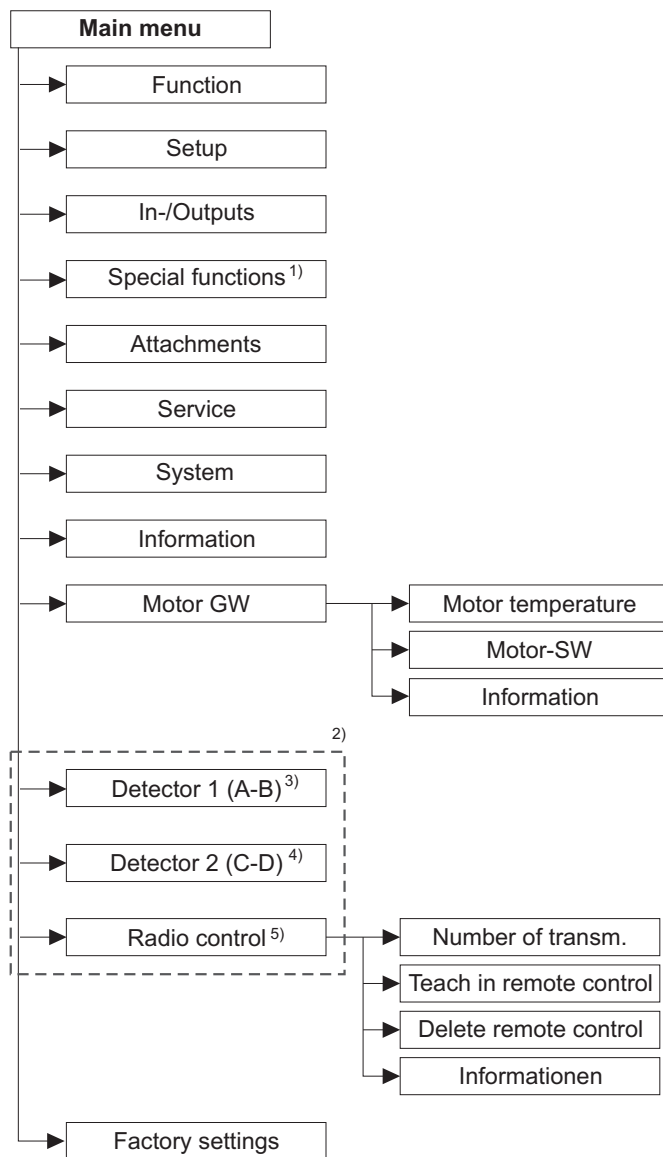 Main menu
Function
Setup
In-/Outputs
Special functions 1)
Attachments
Service
System
Information
Motor GW
Motor temperature
Motor-SW
Information
2)
Detector 1 (A-B) 3)
Detector 2 (C-D) 4)
Radio control 5)
Number of transm.
Teach in remote control
Delete remote control
Informationen
Factory settings